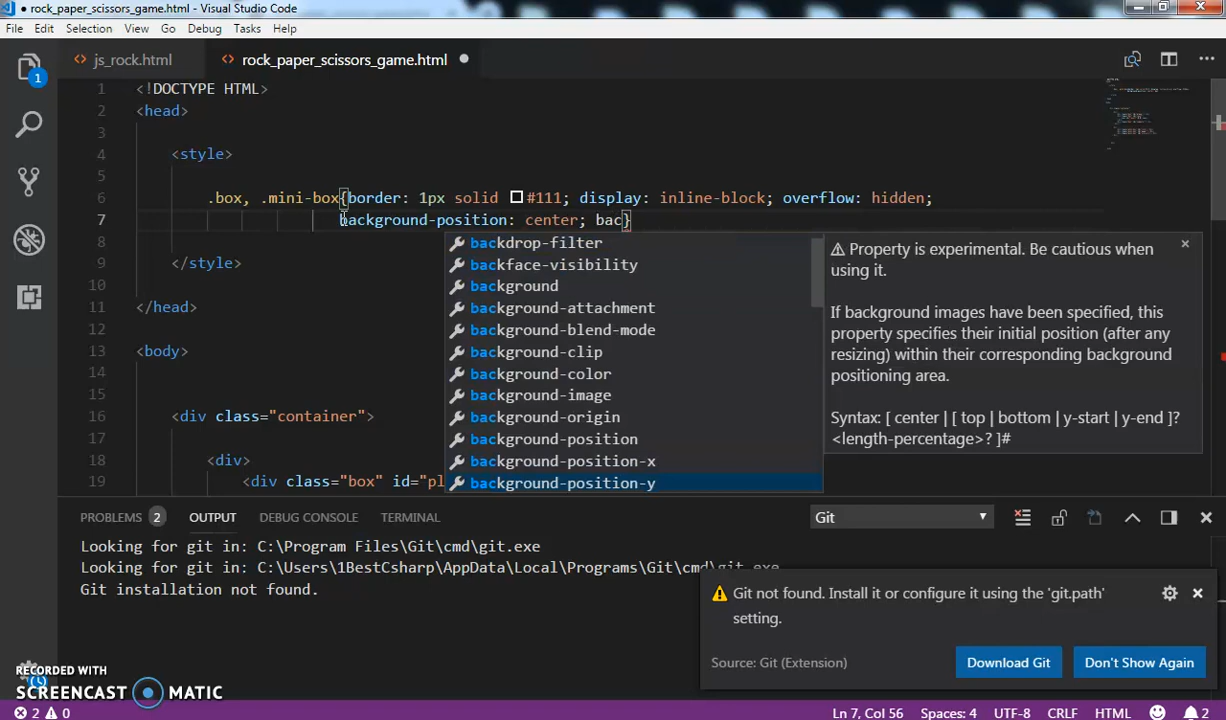 rock_paper_scissors_game.html - Visual Studio Code
File Edit Selection View Go Debug Tasks Help
js_rock.html rock_paper_scissors_game.html
1 <!DOCTYPE HTML>
2 <head>
3
4 <style>
5
6 .box, .mini-box{border: 1px solid #111; display: inline-block; overflow: hidden;
7 background-position: center; bac}
8
9 </style>
10
11 </head>
12
13 <body>
14
15
16 <div class="container">
17
18 <div>
19 <div class="box" id="pl
backdrop-filter
backface-visibility
background
background-attachment
background-blend-mode
background-clip
background-color
background-image
background-origin
background-position
background-position-x
background-position-y
Property is experimental. Be cautious when
using it.
If background images have been specified, this
property specifies their initial position (after any
resizing) within their corresponding background
positioning area.
Syntax: [ center | [ top | bottom | y-start | y-end ]?
<length-percentage>? ]#
1
PROBLEMS 2 OUTPUT DEBUG CONSOLE TERMINAL Git
Looking for git in: C:\Program Files\Git\cmd\git.exe
Looking for git in: C:\Users\1BestCsharp\AppData\Local\Programs\Git\cmd\git.exe
Git installation not found.
Git not found. Install it or configure it using the 'git.path'
setting.
Source: Git (Extension) Download Git Don't Show Again
RECORDED WITH
SCREENCAST MATIC
2 0 Ln 7, Col 56 Spaces: 4 UTF-8 CRLF HTML 2